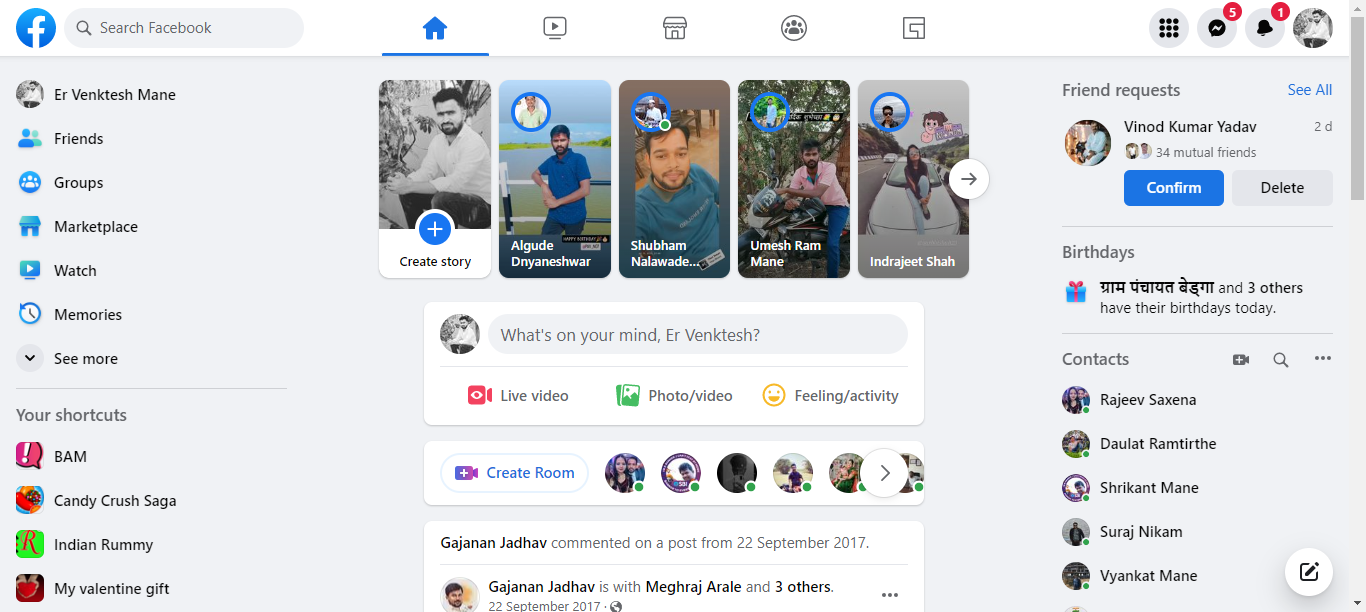 Search Facebook
5
1
Er Venktesh Mane
Friends
Groups
Marketplace
Watch
Memories
See more
Your shortcuts
BAM
Candy Crush Saga
Indian Rummy
My valentine gift
Create story
Algude
Dnyaneshwar
HAPPY BIRTHDAY
Shubham
Nalawade...
Umesh Ram
Mane
Indrajeet Shah
What's on your mind, Er Venktesh?
Live video
Photo/video
Feeling/activity
Create Room
Gajanan Jadhav commented on a post from 22 September 2017.
Gajanan Jadhav is with Meghraj Arale and 3 others.
22 September 2017 ·
Friend requests
See All
Vinod Kumar Yadav
2 d
34 mutual friends
Confirm
Delete
Birthdays
ग्राम पंचायत बेड्गा and 3 others
have their birthdays today.
Contacts
Rajeev Saxena
Daulat Ramtirthe
Shrikant Mane
Suraj Nikam
Vyankat Mane